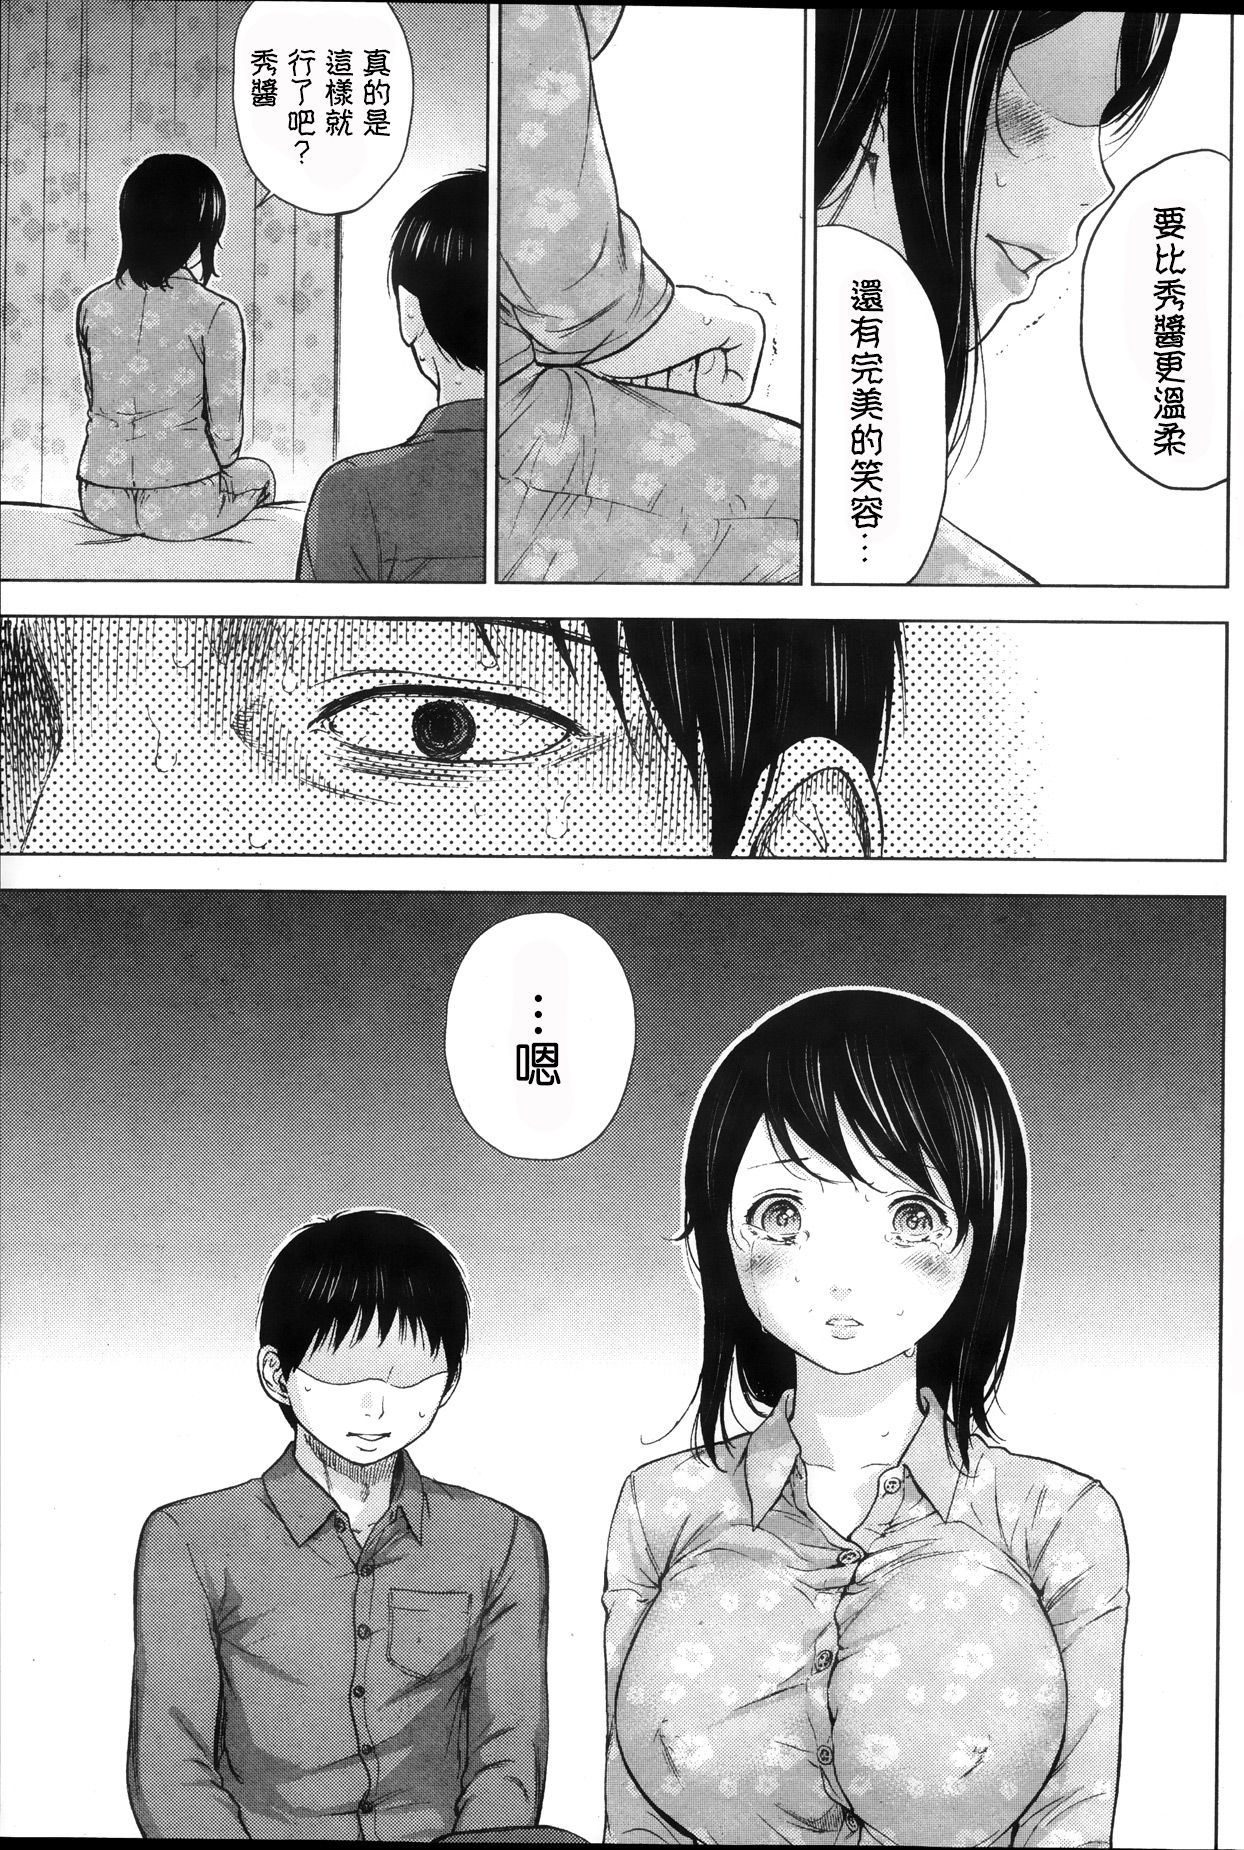 要比秀醬更溫柔
還有完美的笑容…
真的是
這樣就
行了吧?
秀醬
…嗯